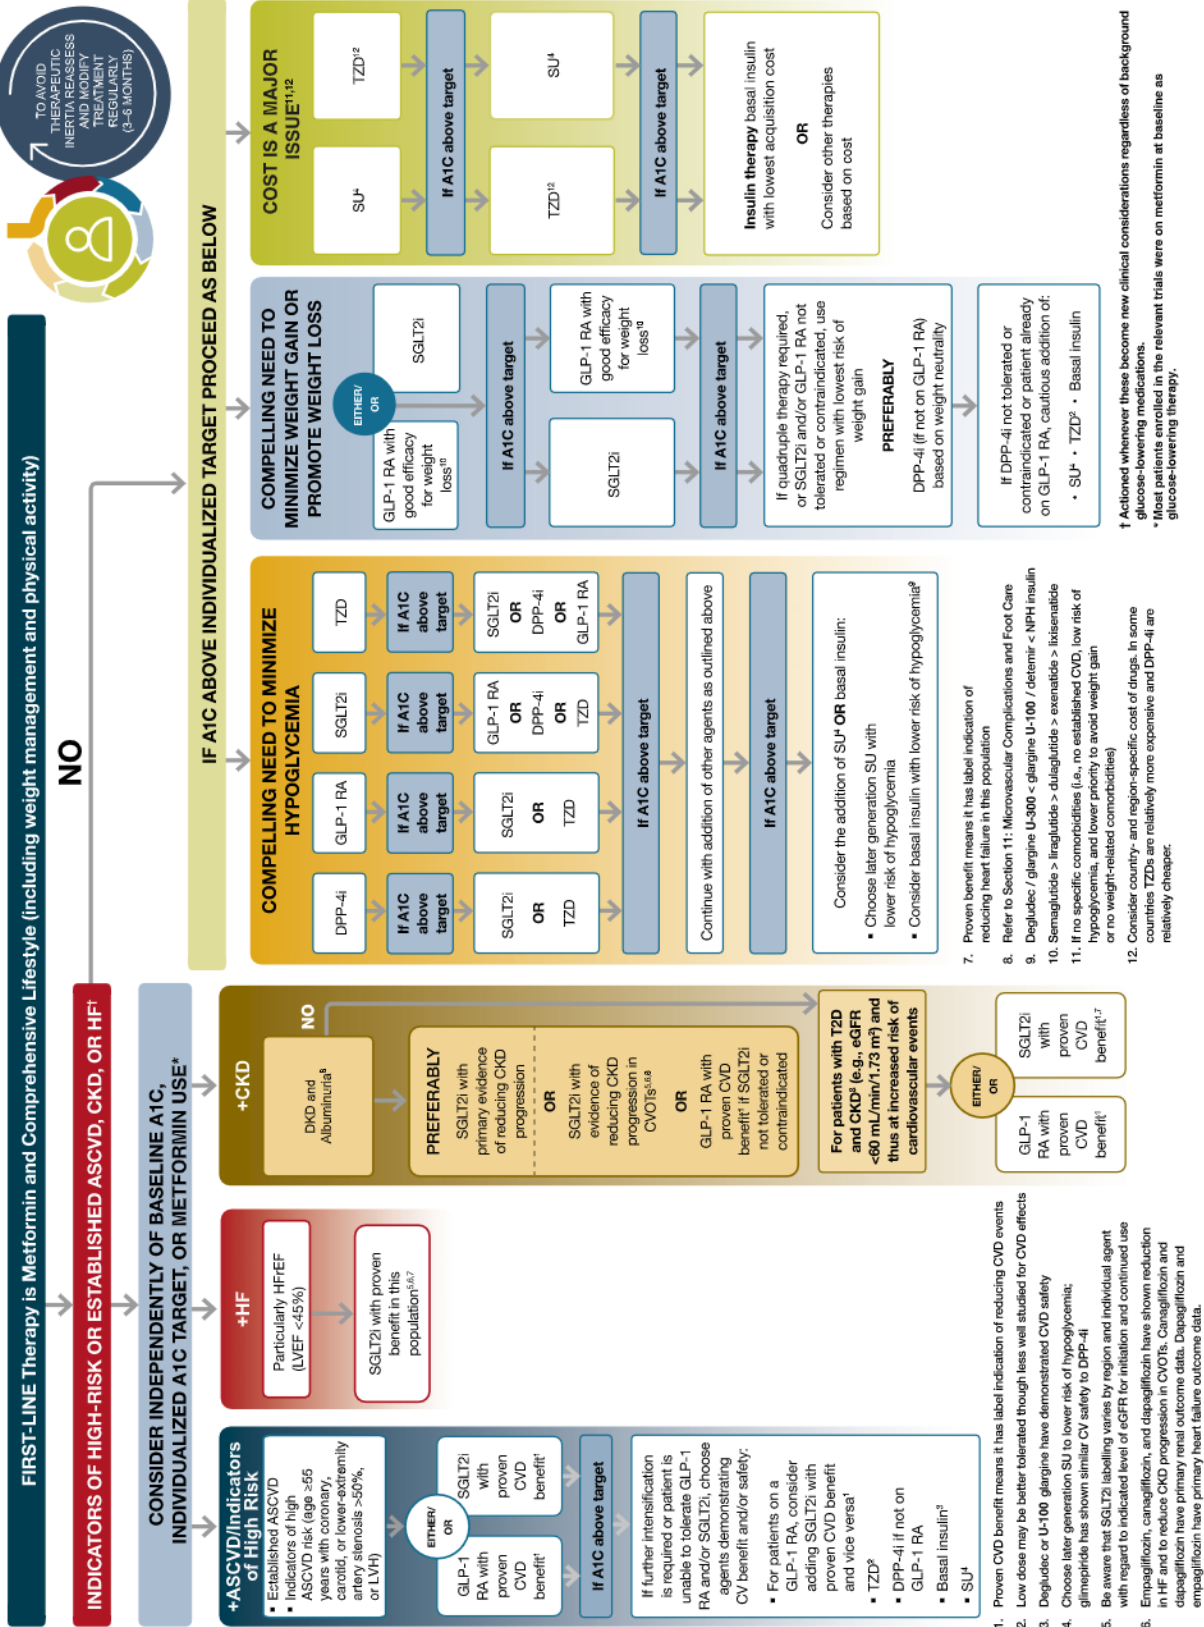 FIRST-LINE Therapy is Metformin and Comprehensive Lifestyle (including weight management and physical activity)
TO AVOID
THERAPEUTIC
INERTIA REASSESS
AND MODIFY
TREATMENT
REGULARLY
(3–6 MONTHS)
INDICATORS OF HIGH-RISK OR ESTABLISHED ASCVD, CKD, OR HF†
NO
CONSIDER INDEPENDENTLY OF BASELINE A1C,
INDIVIDUALIZED A1C TARGET, OR METFORMIN USE*
IF A1C ABOVE INDIVIDUALIZED TARGET PROCEED AS BELOW
+ASCVD/Indicators
of High Risk
▪ Established ASCVD
▪ Indicators of high
ASCVD risk (age ≥55
years with coronary,
carotid, or lower-extremity
artery stenosis >50%,
or LVH)
EITHER/
OR
GLP-1
RA with
proven
CVD
benefit¹
SGLT2i
with
proven
CVD
benefit¹
If A1C above target
If further intensification
is required or patient is
unable to tolerate GLP-1
RA and/or SGLT2i, choose
agents demonstrating
CV benefit and/or safety:
▪ For patients on a
GLP-1 RA, consider
adding SGLT2i with
proven CVD benefit
and vice versa¹
▪ TZD²
▪ DPP-4i if not on
GLP-1 RA
▪ Basal insulin³
▪ SU⁴
+HF
Particularly HFrEF
(LVEF <45%)
SGLT2i with proven
benefit in this
population⁵,⁶,⁷
+CKD
DKD and
Albuminuria⁸
NO
PREFERABLY
SGLT2i with
primary evidence
of reducing CKD
progression
OR
SGLT2i with
evidence of
reducing CKD
progression in
CVOTs⁵,⁶,⁸
OR
GLP-1 RA with
proven CVD
benefit¹ if SGLT2i
not tolerated or
contraindicated
For patients with T2D
and CKD⁸ (e.g., eGFR
<60 mL/min/1.73 m²) and
thus at increased risk of
cardiovascular events
EITHER/
OR
GLP-1
RA with
proven
CVD
benefit¹
SGLT2i
with
proven
CVD
benefit¹,⁷
COMPELLING NEED TO MINIMIZE
HYPOGLYCEMIA
DPP-4i
GLP-1 RA
SGLT2i
TZD
If A1C
above
target
If A1C
above
target
If A1C
above
target
If A1C
above
target
SGLT2i
OR
TZD
SGLT2i
OR
TZD
GLP-1 RA
OR
DPP-4i
OR
TZD
SGLT2i
OR
DPP-4i
OR
GLP-1 RA
If A1C above target
Continue with addition of other agents as outlined above
If A1C above target
Consider the addition of SU⁴ OR basal insulin:
▪ Choose later generation SU with
lower risk of hypoglycemia
▪ Consider basal insulin with lower risk of hypoglycemia⁹
COMPELLING NEED TO
MINIMIZE WEIGHT GAIN OR
PROMOTE WEIGHT LOSS
EITHER/
OR
GLP-1 RA with
good efficacy
for weight
loss¹⁰
SGLT2i
If A1C above target
SGLT2i
GLP-1 RA with
good efficacy
for weight
loss¹⁰
If A1C above target
If quadruple therapy required,
or SGLT2i and/or GLP-1 RA not
tolerated or contraindicated, use
regimen with lowest risk of
weight gain
PREFERABLY
DPP-4i (if not on GLP-1 RA)
based on weight neutrality
If DPP-4i not tolerated or
contraindicated or patient already
on GLP-1 RA, cautious addition of:
• SU⁴ • TZD² • Basal insulin
COST IS A MAJOR
ISSUE¹¹,¹²
SU⁴
TZD¹²
If A1C above target
TZD¹²
SU⁴
If A1C above target
Insulin therapy basal insulin
with lowest acquisition cost
OR
Consider other therapies
based on cost
1. Proven CVD benefit means it has label indication of reducing CVD events
2. Low dose may be better tolerated though less well studied for CVD effects
3. Degludec or U-100 glargine have demonstrated CVD safety
4. Choose later generation SU to lower risk of hypoglycemia;
glimepiride has shown similar CV safety to DPP-4i
5. Be aware that SGLT2i labelling varies by region and individual agent
with regard to indicated level of eGFR for initiation and continued use
6. Empagliflozin, canagliflozin, and dapagliflozin have shown reduction
in HF and to reduce CKD progression in CVOTs. Canagliflozin and
dapagliflozin have primary renal outcome data. Dapagliflozin and
empagliflozin have primary heart failure outcome data.
7. Proven benefit means it has label indication of
reducing heart failure in this population
8. Refer to Section 11: Microvascular Complications and Foot Care
9. Degludec / glargine U-300 < glargine U-100 / detemir < NPH insulin
10. Semaglutide > liraglutide > dulaglutide > exenatide > lixisenatide
11. If no specific comorbidities (i.e., no established CVD, low risk of
hypoglycemia, and lower priority to avoid weight gain
or no weight-related comorbidities)
12. Consider country- and region-specific cost of drugs. In some
countries TZDs are relatively more expensive and DPP-4i are
relatively cheaper.
† Actioned whenever these become new clinical considerations regardless of background
glucose-lowering medications.
* Most patients enrolled in the relevant trials were on metformin at baseline as
glucose-lowering therapy.